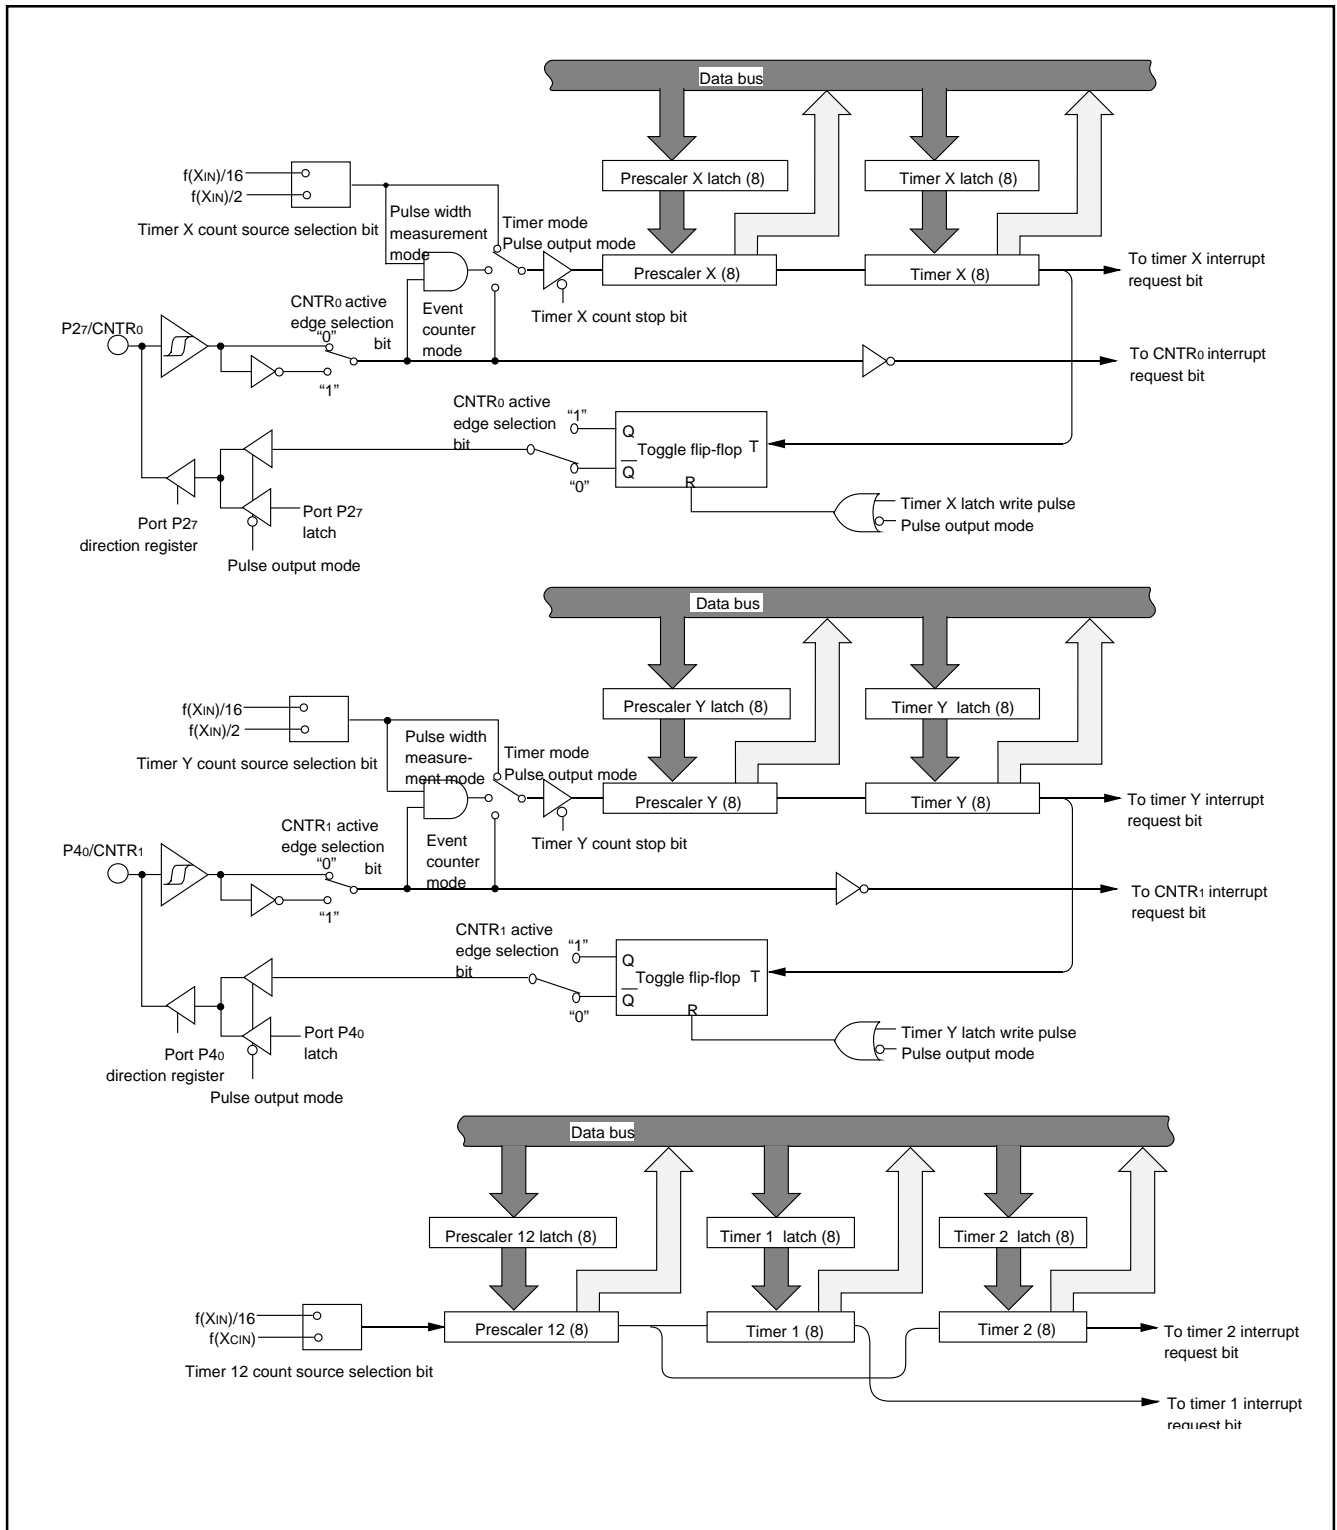 Data bus
f(XIN)/16
f(XIN)/2
Timer X count source selection bit
Prescaler X latch (8)
Timer X latch (8)
Pulse width
measurement
mode
Timer mode
Pulse output mode
Prescaler X (8)
Timer X (8)
To timer X interrupt
request bit
Timer X count stop bit
CNTR0 active
edge selection
bit
Event
counter
mode
P27/CNTR0
“0”
“1”
To CNTR0 interrupt
request bit
CNTR0 active
edge selection
bit
“1”
“0”
Q
Toggle flip-flop
T
Q
R
Timer X latch write pulse
Pulse output mode
Port P27
latch
Port P27
direction register
Pulse output mode
Data bus
f(XIN)/16
f(XIN)/2
Timer Y count source selection bit
Prescaler Y latch (8)
Timer Y latch (8)
Pulse width
measure-
ment mode
Timer mode
Pulse output mode
Prescaler Y (8)
Timer Y (8)
To timer Y interrupt
request bit
Timer Y count stop bit
CNTR1 active
edge selection
bit
Event
counter
mode
P40/CNTR1
“0”
“1”
To CNTR1 interrupt
request bit
CNTR1 active
edge selection
bit
“1”
“0”
Q
Toggle flip-flop
T
Q
R
Timer Y latch write pulse
Pulse output mode
Port P40
latch
Port P40
direction register
Pulse output mode
Data bus
Prescaler 12 latch (8)
Timer 1 latch (8)
Timer 2 latch (8)
f(XIN)/16
f(XCIN)
Timer 12 count source selection bit
Prescaler 12 (8)
Timer 1 (8)
Timer 2 (8)
To timer 2 interrupt
request bit
To timer 1 interrupt
request bit